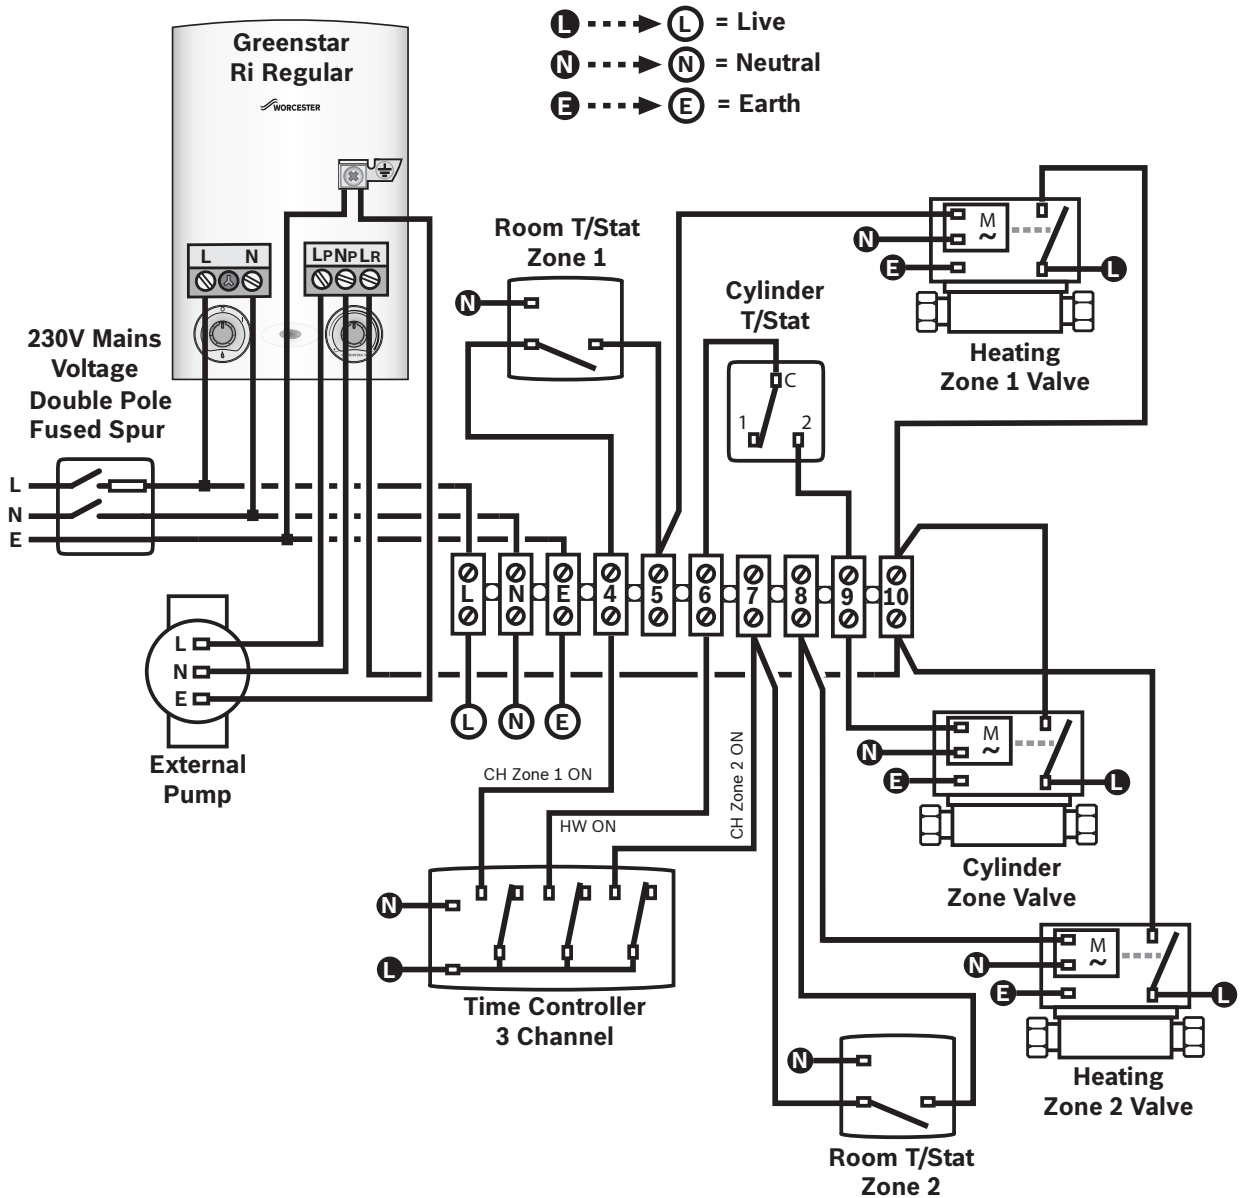 L = Live
L
N = Neutral
N
E = Earth
E
Greenstar
Ri Regular
WORCESTER
L N
LP NP LR
Room T/Stat
Zone 1
N
Cylinder
T/Stat
C
1 2
M
~
N
E
L
Heating
Zone 1 Valve
230V Mains
Voltage
Double Pole
Fused Spur
L
N
E
L N E 4 5 6 7 8 9 10
L N E
L
N
E
External
Pump
CH Zone 1 ON
HW ON
CH Zone 2 ON
M
~
N
E
L
Cylinder
Zone Valve
N
L
Time Controller
3 Channel
M
~
N
E
L
Heating
Zone 2 Valve
N
Room T/Stat
Zone 2